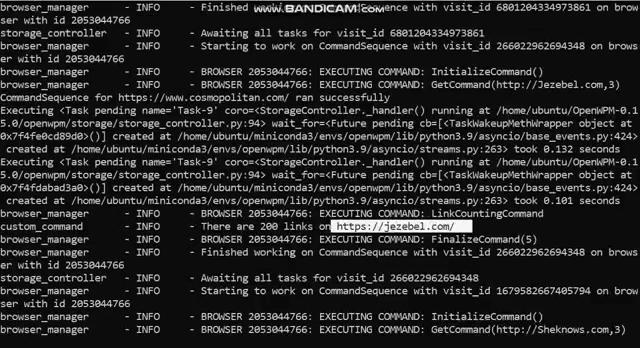 browser_manager - INFO - Finished working on CommandSequence with visit_id 6801204334973861 on brow
ser with id 2053044766
www.BANDICAM.com
storage_controller - INFO - Awaiting all tasks for visit_id 6801204334973861
browser_manager - INFO - Starting to work on CommandSequence with visit_id 266022962694348 on brows
er with id 2053044766
browser_manager - INFO - BROWSER 2053044766: EXECUTING COMMAND: InitializeCommand()
browser_manager - INFO - BROWSER 2053044766: EXECUTING COMMAND: GetCommand(http://Jezebel.com,3)
CommandSequence for https://www.cosmopolitan.com/ ran successfully
Executing <Task pending name='Task-9' coro=<StorageController._handler() running at /home/ubuntu/OpenWPM-0.1
5.0/openwpm/storage/storage_controller.py:94> wait_for=<Future pending cb=[<TaskWakeupMethWrapper object at
0x7f4fe0cd89d0>()] created at /home/ubuntu/miniconda3/envs/openwpm/lib/python3.9/asyncio/base_events.py:424>
created at /home/ubuntu/miniconda3/envs/openwpm/lib/python3.9/asyncio/streams.py:263> took 0.132 seconds
Executing <Task pending name='Task-9' coro=<StorageController._handler() running at /home/ubuntu/OpenWPM-0.1
5.0/openwpm/storage/storage_controller.py:94> wait_for=<Future pending cb=[<TaskWakeupMethWrapper object at
0x7f4fdabad3a0>()] created at /home/ubuntu/miniconda3/envs/openwpm/lib/python3.9/asyncio/base_events.py:424>
created at /home/ubuntu/miniconda3/envs/openwpm/lib/python3.9/asyncio/streams.py:263> took 0.101 seconds
browser_manager - INFO - BROWSER 2053044766: EXECUTING COMMAND: LinkCountingCommand
custom_command - INFO - There are 200 links on https://jezebel.com/
browser_manager - INFO - BROWSER 2053044766: EXECUTING COMMAND: FinalizeCommand(5)
browser_manager - INFO - Finished working on CommandSequence with visit_id 266022962694348 on brows
er with id 2053044766
storage_controller - INFO - Awaiting all tasks for visit_id 266022962694348
browser_manager - INFO - Starting to work on CommandSequence with visit_id 1679582667405794 on brow
ser with id 2053044766
browser_manager - INFO - BROWSER 2053044766: EXECUTING COMMAND: InitializeCommand()
browser_manager - INFO - BROWSER 2053044766: EXECUTING COMMAND: GetCommand(http://Sheknows.com,3)